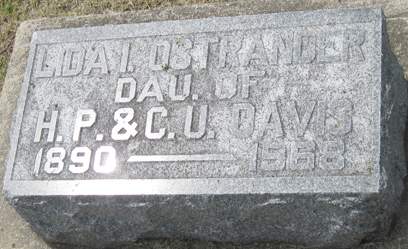 LIDA I. OSTRANDER
DAU. OF
H. P. & C. U. DAVIS
1890 — 1968